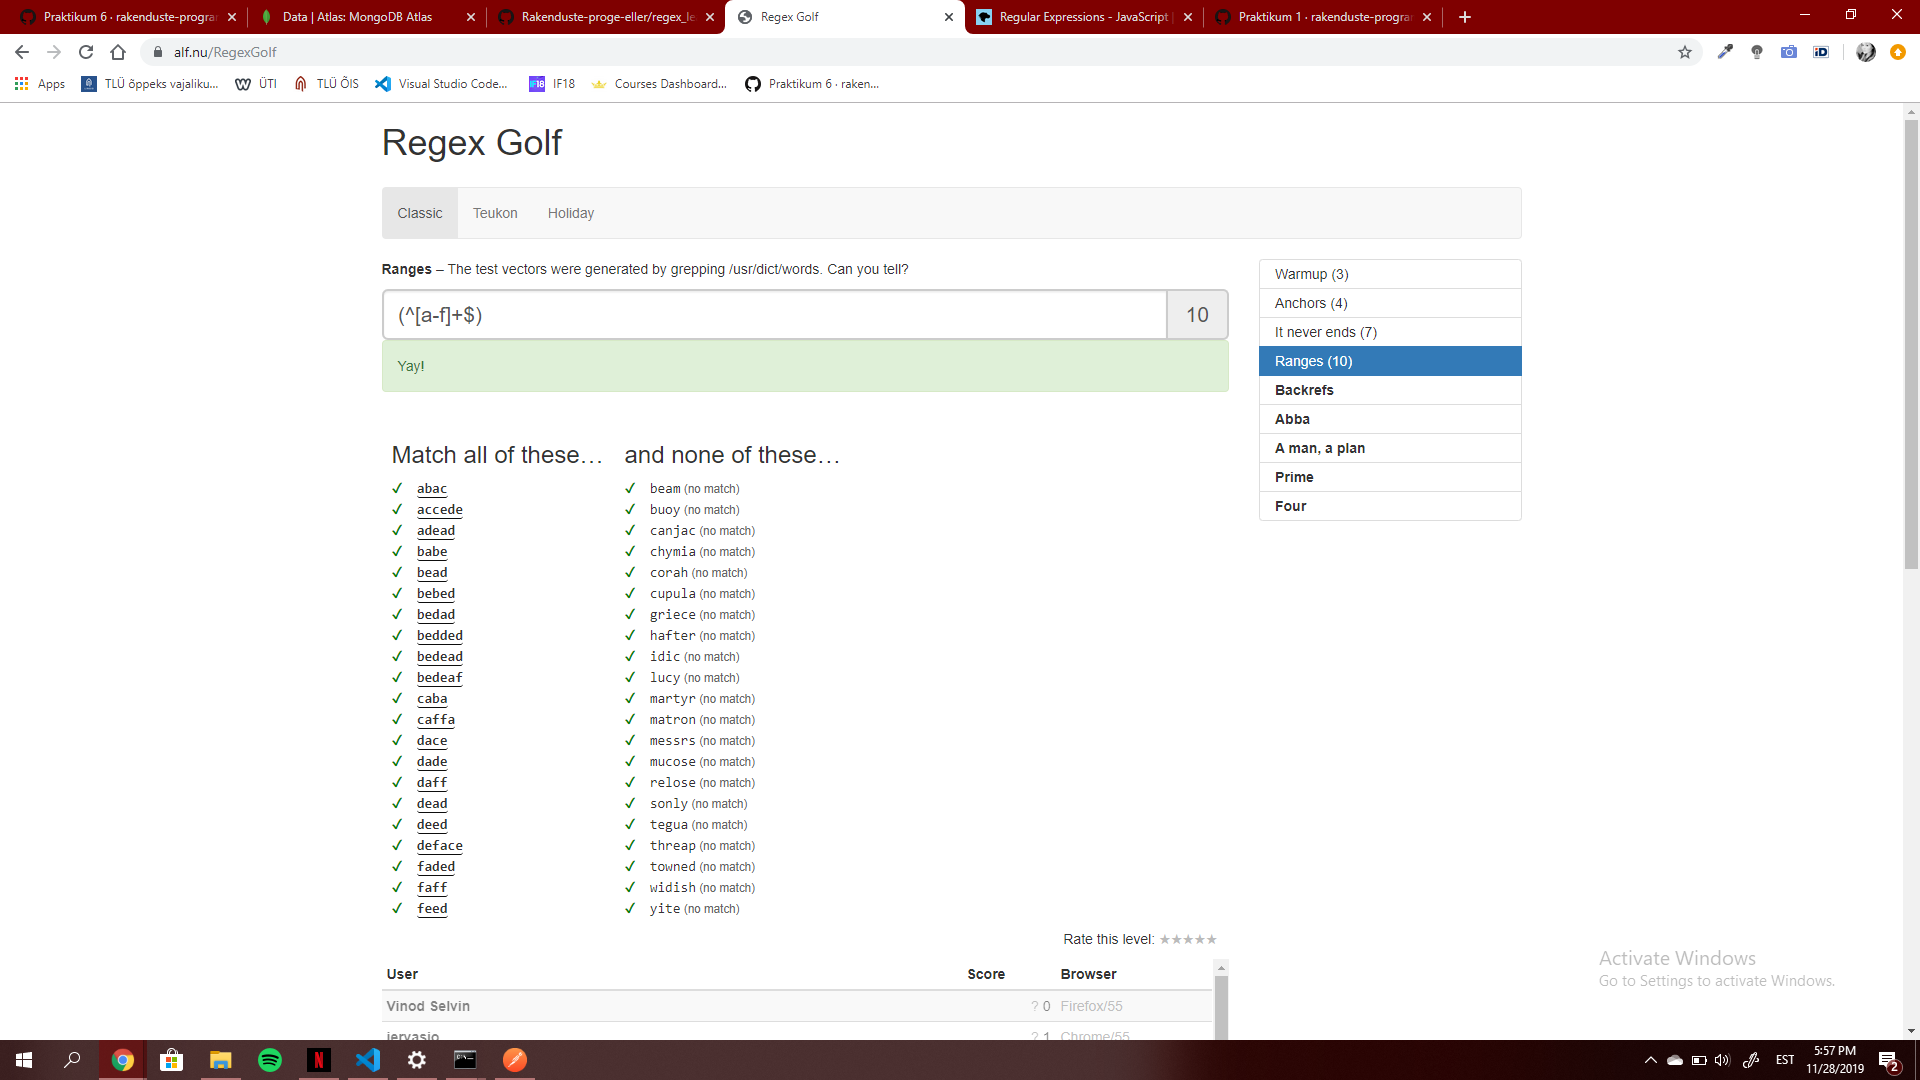 Praktikum 6 · rakenduste-progra
Data | Atlas: MongoDB Atlas
Rakenduste-proge-eller/regex_le
Regex Golf
Regular Expressions - JavaScript |
Praktikum 1 · rakenduste-progra
alf.nu/RegexGolf
Apps
TLÜ õppeks vajaliku...
ÜTI
TLÜ ÕIS
Visual Studio Code...
IF18
IF18
Courses Dashboard...
Praktikum 6 · raken...
Regex Golf
Classic
Teukon
Holiday
Ranges – The test vectors were generated by grepping /usr/dict/words. Can you tell?
(^[a-f]+$)
10
Yay!
Warmup (3)
Anchors (4)
It never ends (7)
Ranges (10)
Backrefs
Abba
A man, a plan
Prime
Four
Match all of these…
and none of these…
abac
beam (no match)
accede
buoy (no match)
adead
canjac (no match)
babe
chymia (no match)
bead
corah (no match)
bebed
cupula (no match)
bedad
griece (no match)
bedded
hafter (no match)
bedead
idic (no match)
bedeaf
lucy (no match)
caba
martyr (no match)
caffa
matron (no match)
dace
messrs (no match)
dade
mucose (no match)
daff
relose (no match)
dead
sonly (no match)
deed
tegua (no match)
deface
threap (no match)
faded
towned (no match)
faff
widish (no match)
feed
yite (no match)
Rate this level: ★★★★★
User
Score
Browser
Vinod Selvin
? 0
Firefox/55
jervasio
? 1
Chrome/55
Activate Windows
Go to Settings to activate Windows.
EST
5:57 PM
11/28/2019
2